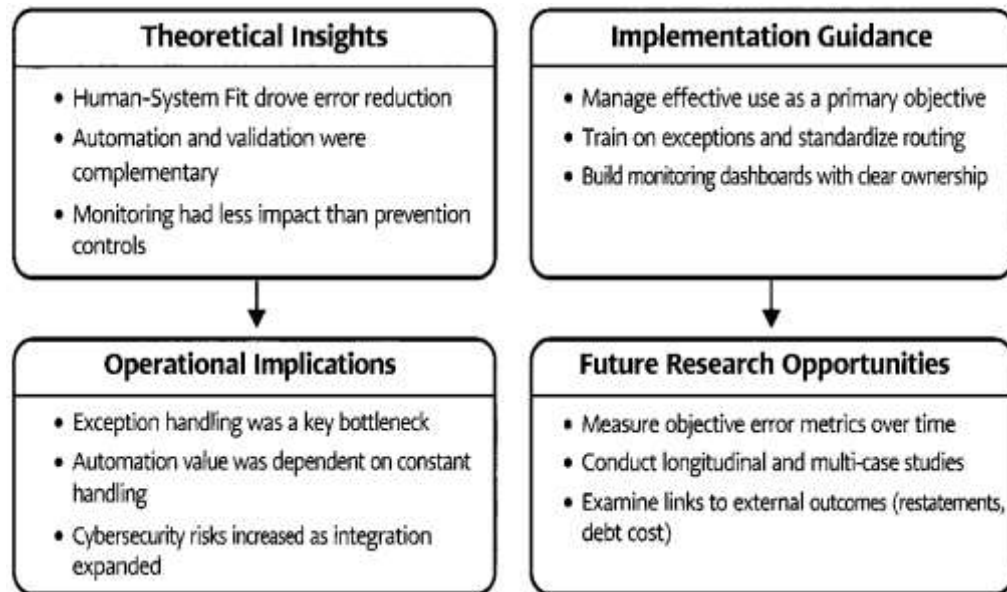 Theoretical Insights
• Human-System Fit drove error reduction
• Automation and validation were
complementary
• Monitoring had less impact than prevention
controls
Implementation Guidance
• Manage effective use as a primary objective
• Train on exceptions and standardize routing
• Build monitoring dashboards with clear ownership
Operational Implications
• Exception handling was a key bottleneck
• Automation value was dependent on constant
handling
• Cybersecurity risks increased as integration
expanded
Future Research Opportunities
• Measure objective error metrics over time
• Conduct longitudinal and multi-case studies
• Examine links to external outcomes (restatements,
debt cost)